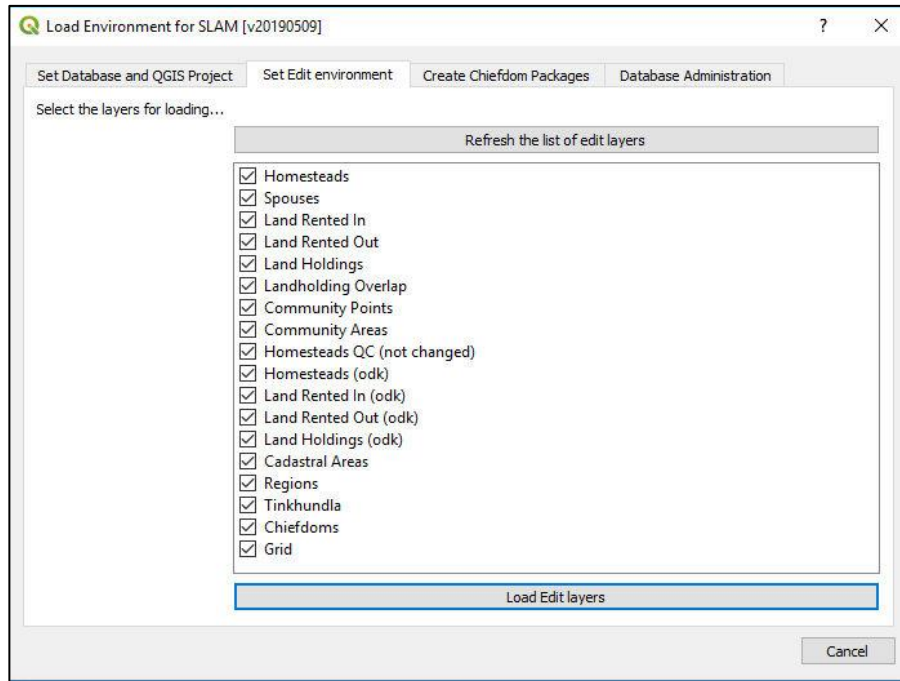 Load Environment for SLAM [v20190509]
?
Set Database and QGIS Project
Set Edit environment
Create Chiefdom Packages
Database Administration
Select the layers for loading...
Refresh the list of edit layers
Homesteads
Spouses
Land Rented In
Land Rented Out
Land Holdings
Landholding Overlap
Community Points
Community Areas
Homesteads QC (not changed)
Homesteads (odk)
Land Rented In (odk)
Land Rented Out (odk)
Land Holdings (odk)
Cadastral Areas
Regions
Tinkhundla
Chiefdoms
Grid
Load Edit layers
Cancel